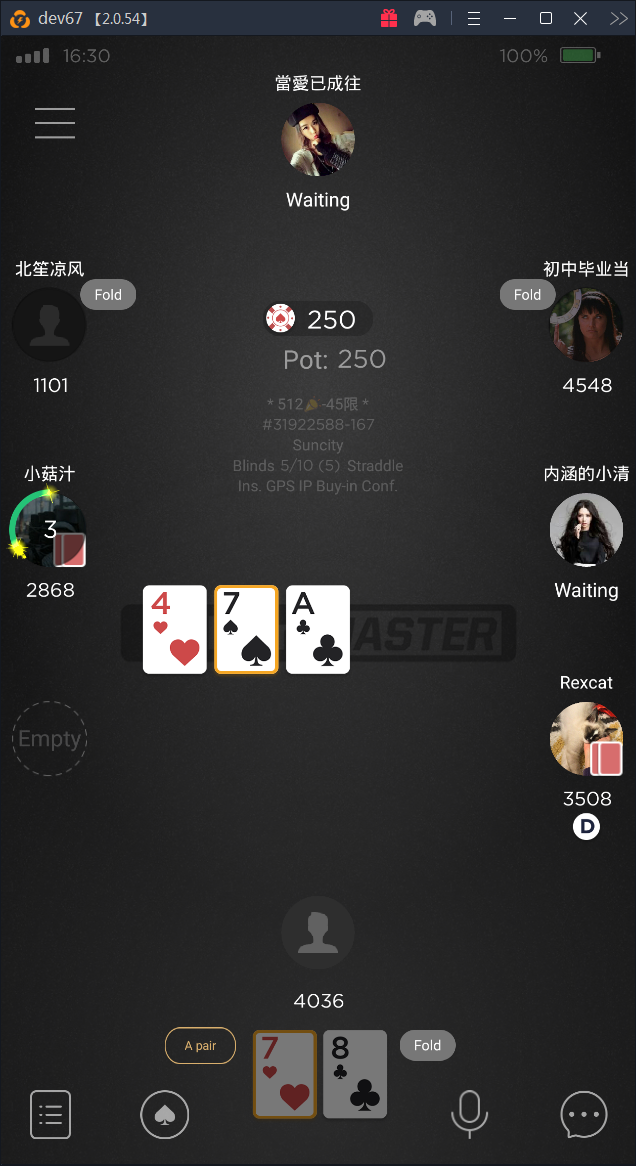 dev67 【2.0.54】
16:30
100%
當愛已成往
Waiting
北笙凉风
Fold
1101
初中毕业当
Fold
4548
250
Pot: 250
* 512🎉-45限 *
#31922588-167
Suncity
Blinds 5/10 (5) Straddle
Ins. GPS IP Buy-in Conf.
小菇汁
3
2868
内涵的小清
Waiting
4
7
A
ASTER
Rexcat
3508
D
Empty
4036
A pair
7
8
Fold